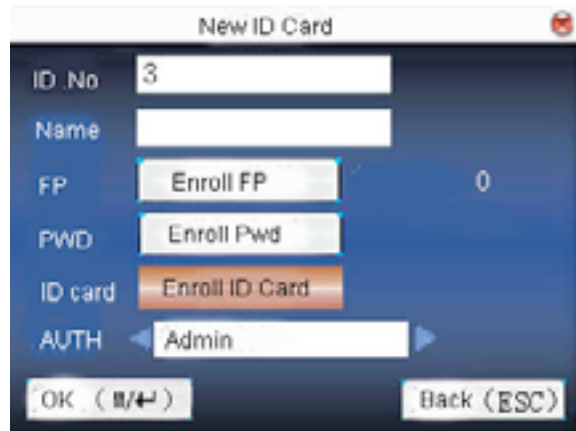 New ID Card
ID .No 3
Name
FP Enroll FP 0
PWD Enroll Pwd
ID card Enroll ID Card
AUTH Admin
OK (M/↵) Back (ESC)